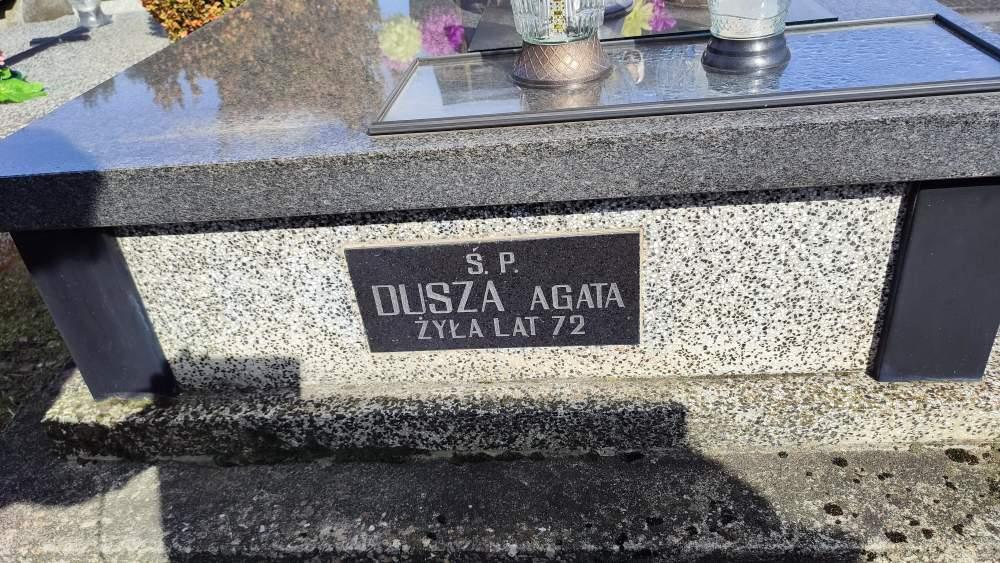 Ś. P.
DUSZA AGATA
ŻYŁA LAT 72